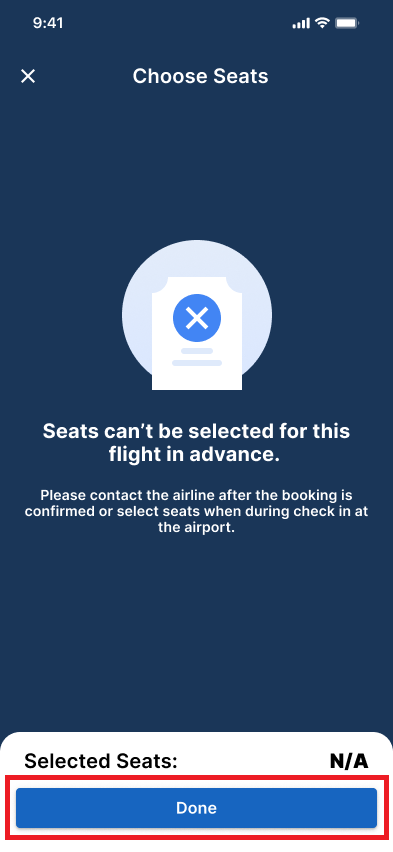 9:41
Choose Seats
Seats can’t be selected for this
flight in advance.
Please contact the airline after the booking is
confirmed or select seats when during check in at
the airport.
Selected Seats: N/A
Done